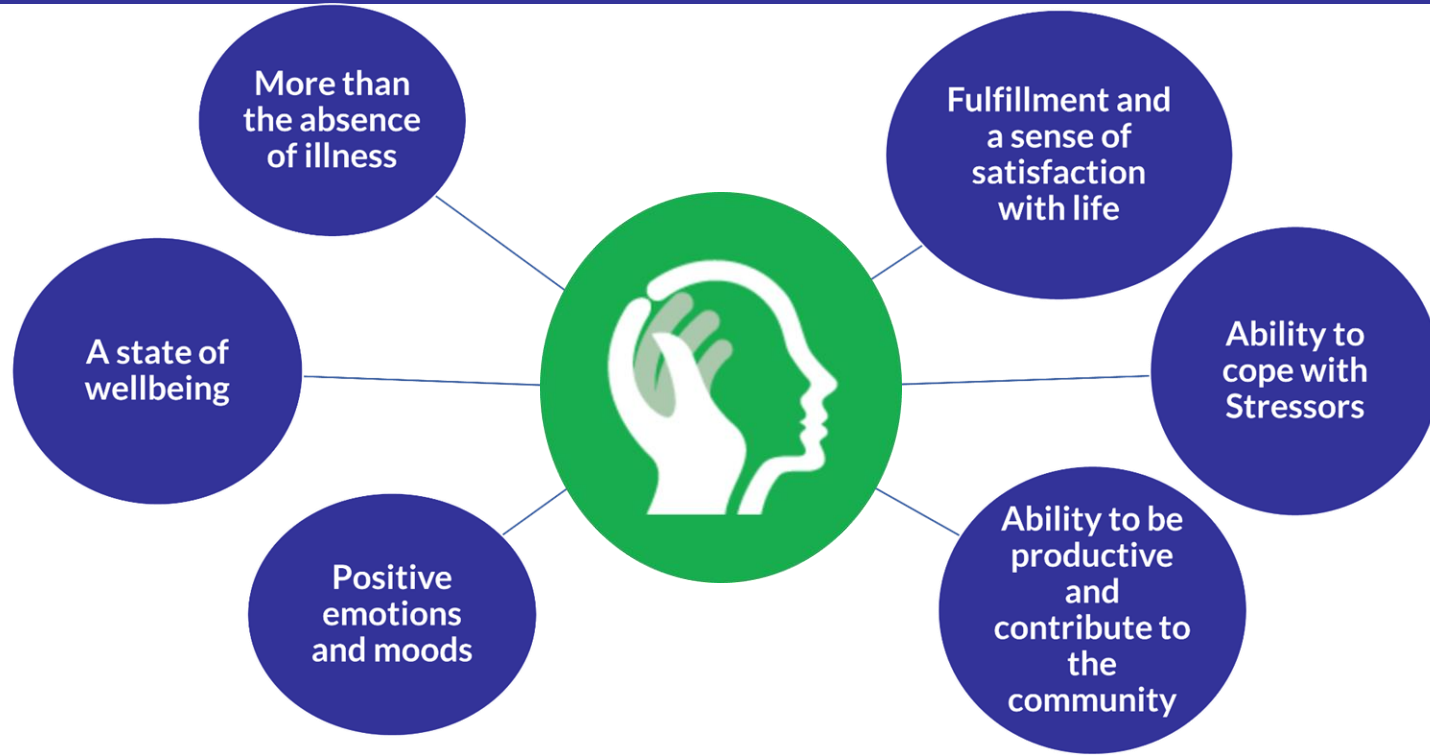 More than
the absence
of illness
Fulfillment and
a sense of
satisfaction
with life
A state of
wellbeing
Ability to
cope with
Stressors
Positive
emotions
and moods
Ability to be
productive
and
contribute to
the
community